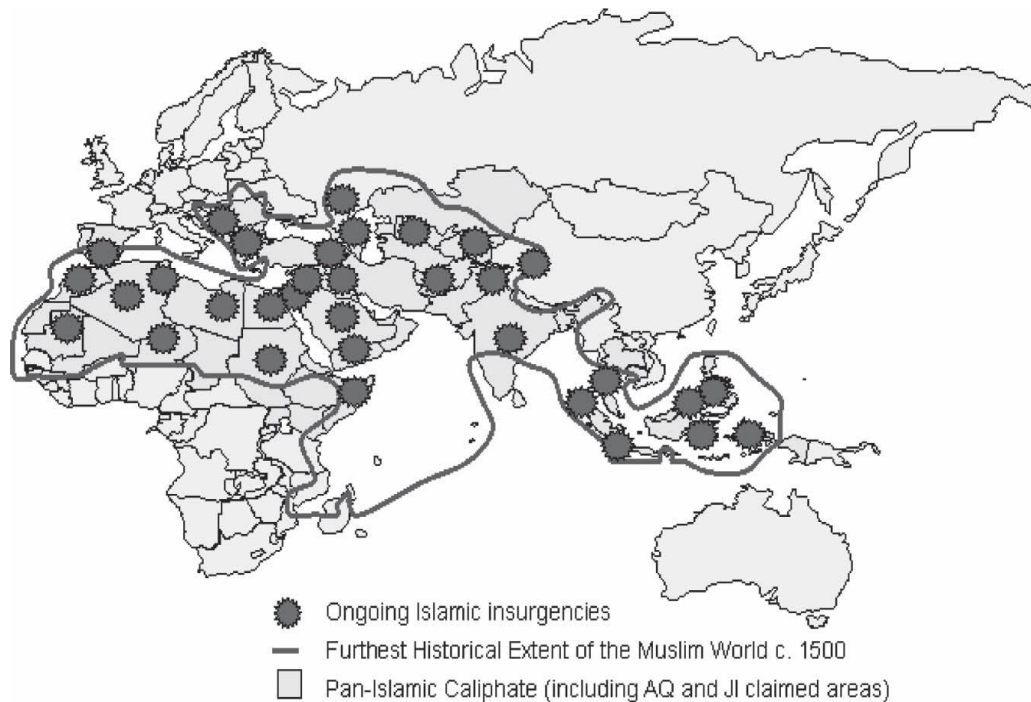 Ongoing Islamic insurgencies
Furthest Historical Extent of the Muslim World c. 1500
Pan-Islamic Caliphate (including AQ and JI claimed areas)